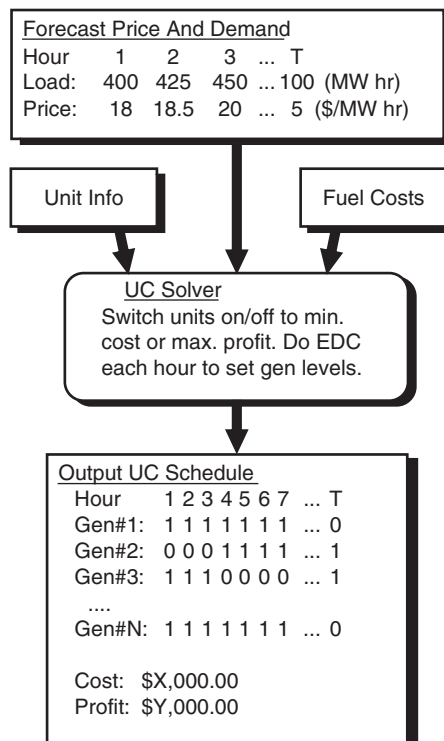 Forecast Price And Demand
Hour 1 2 3 ... T
Load: 400 425 450 ... 100 (MW hr)
Price: 18 18.5 20 ... 5 ($/MW hr)
Unit Info
Fuel Costs
UC Solver
Switch units on/off to min.
cost or max. profit. Do EDC
each hour to set gen levels.
Output UC Schedule
Hour 1 2 3 4 5 6 7 ... T
Gen#1: 1 1 1 1 1 1 1 ... 0
Gen#2: 0 0 0 1 1 1 1 ... 1
Gen#3: 1 1 1 0 0 0 0 ... 1
....
Gen#N: 1 1 1 1 1 1 1 ... 0
Cost: $X,000.00
Profit: $Y,000.00